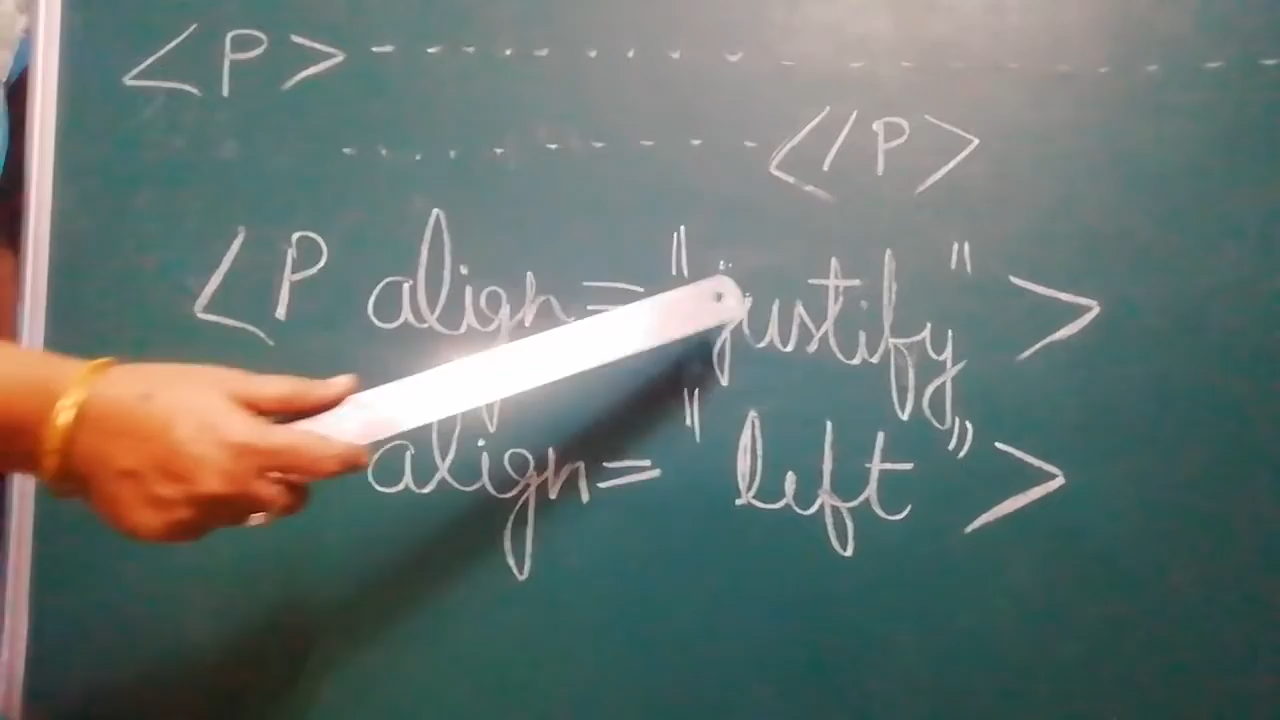 <P> - - - - - - - - - - - - - - - - - - -
- - - - - - - - - </P>
<P align="justify">
align="left">